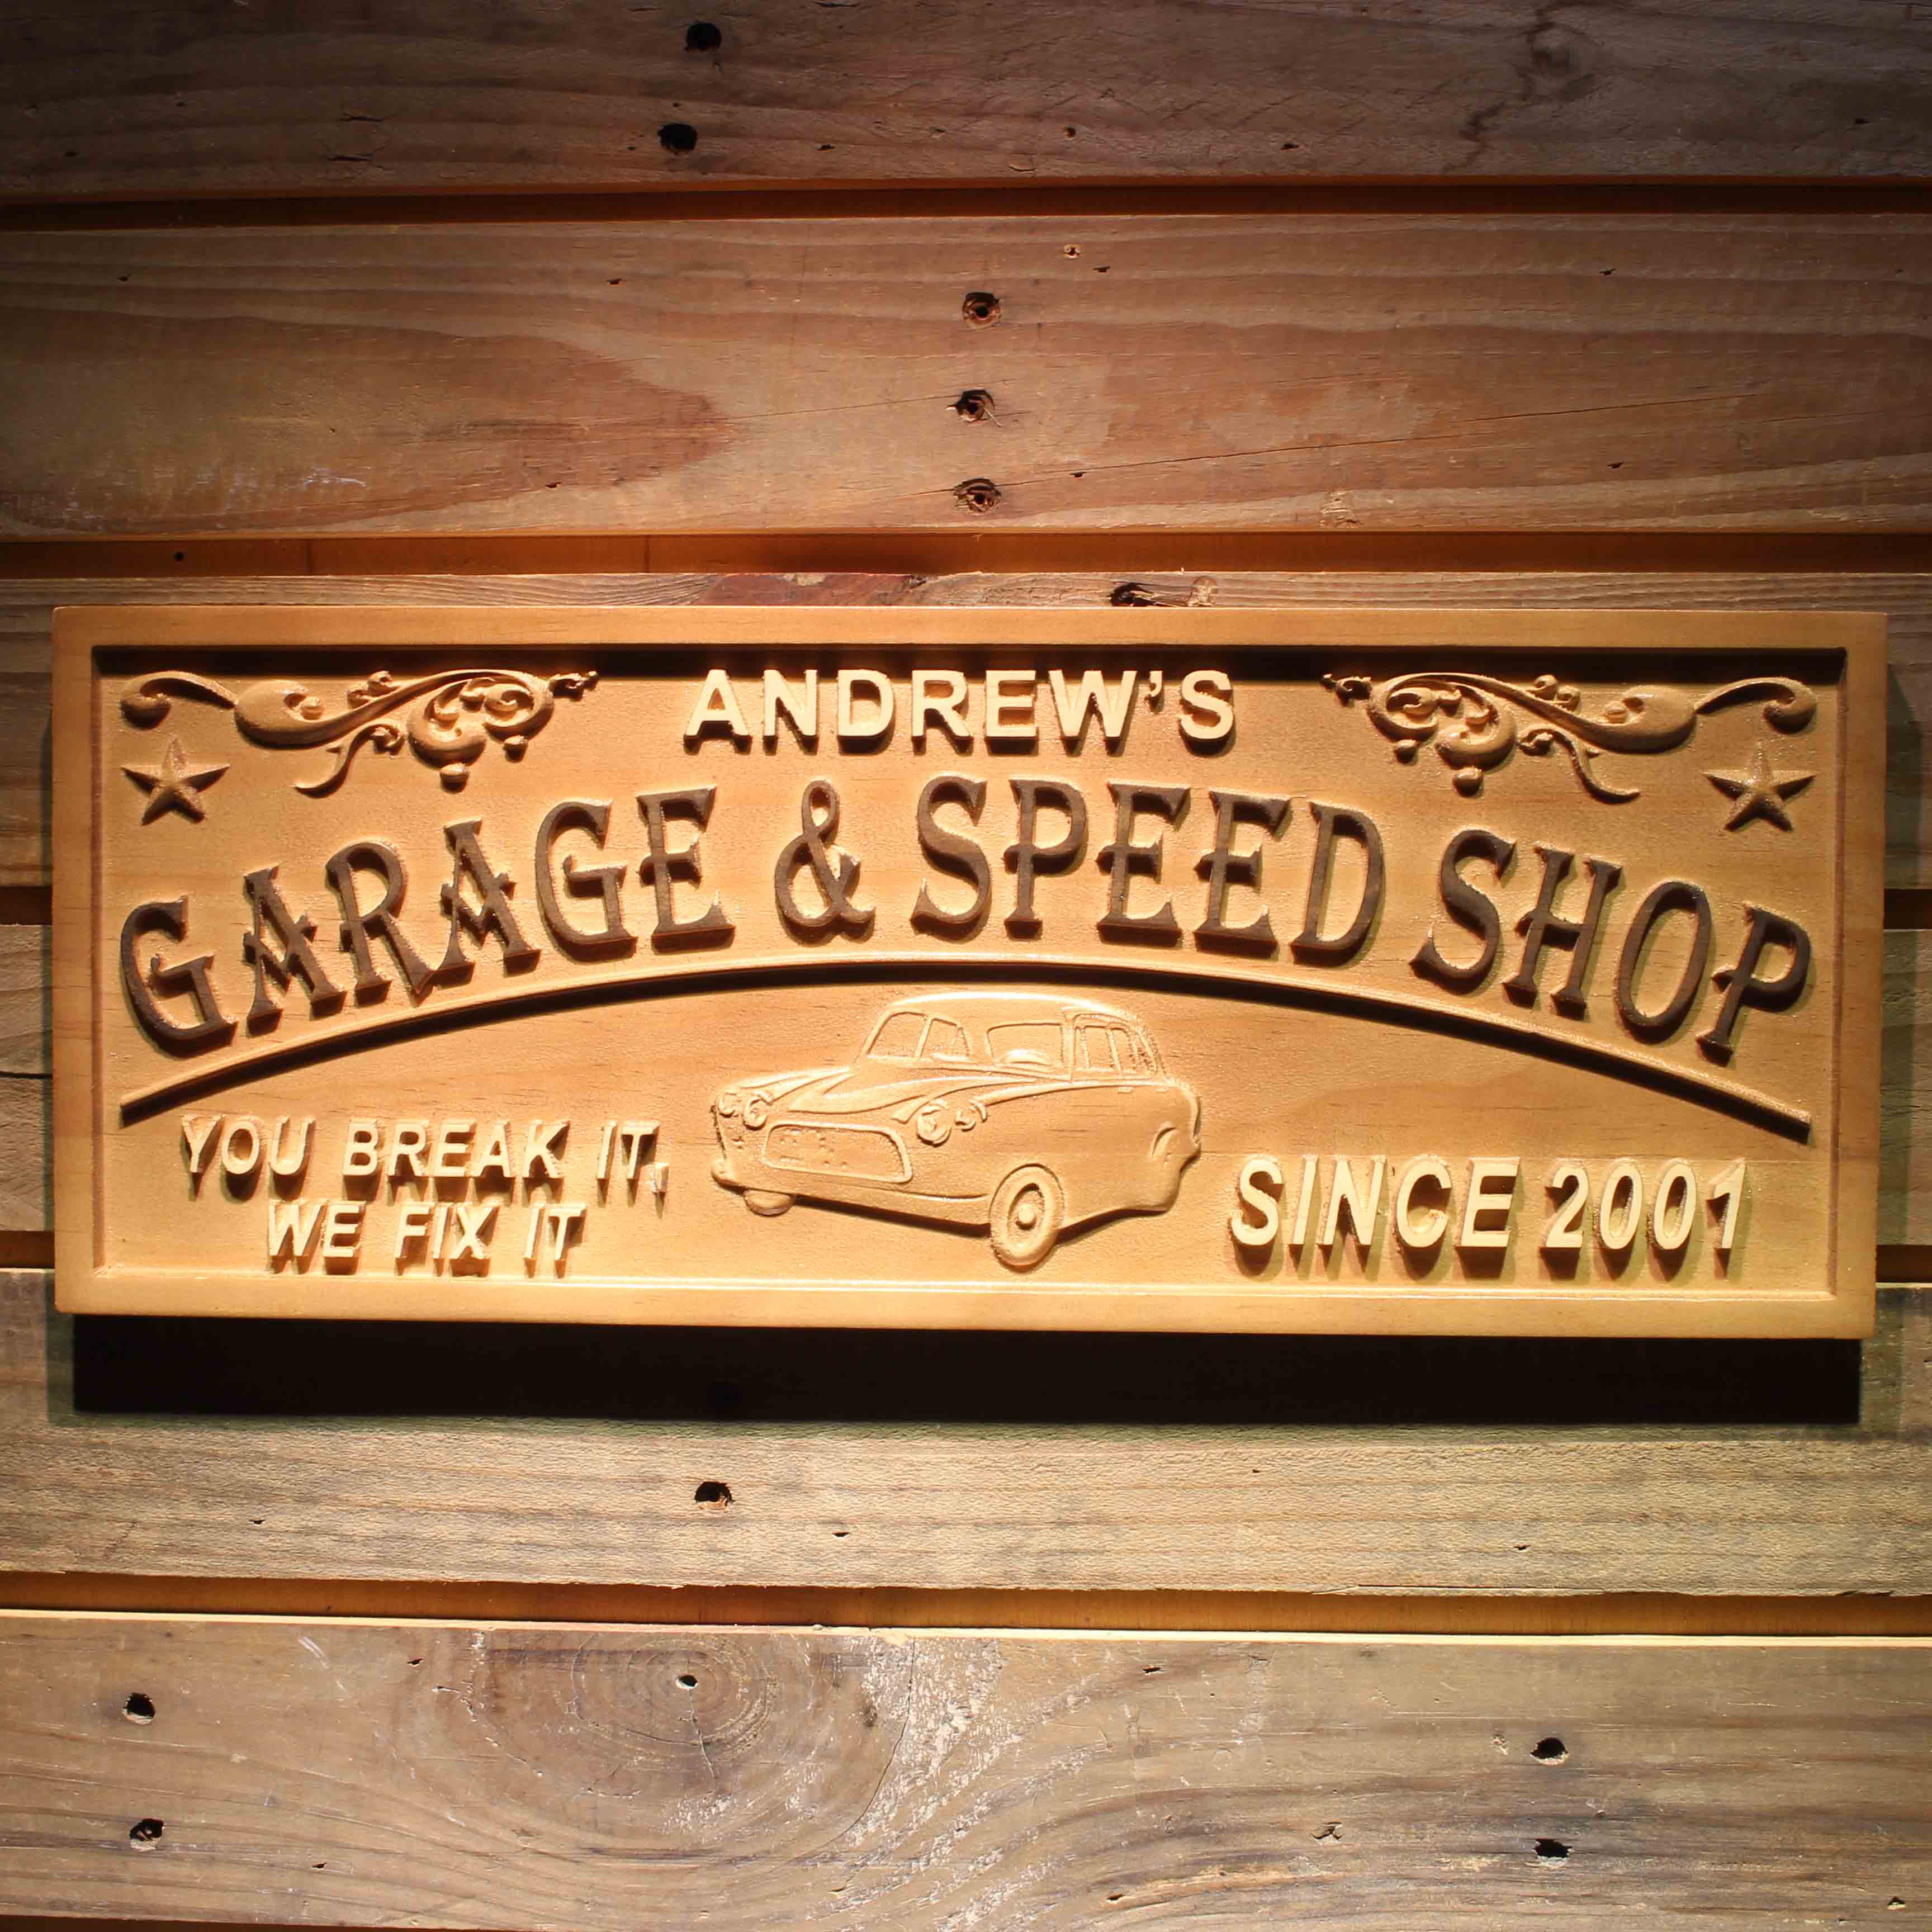 ANDREW'S
GARAGE & SPEED SHOP
YOU BREAK IT,
WE FIX IT
SINCE 2001